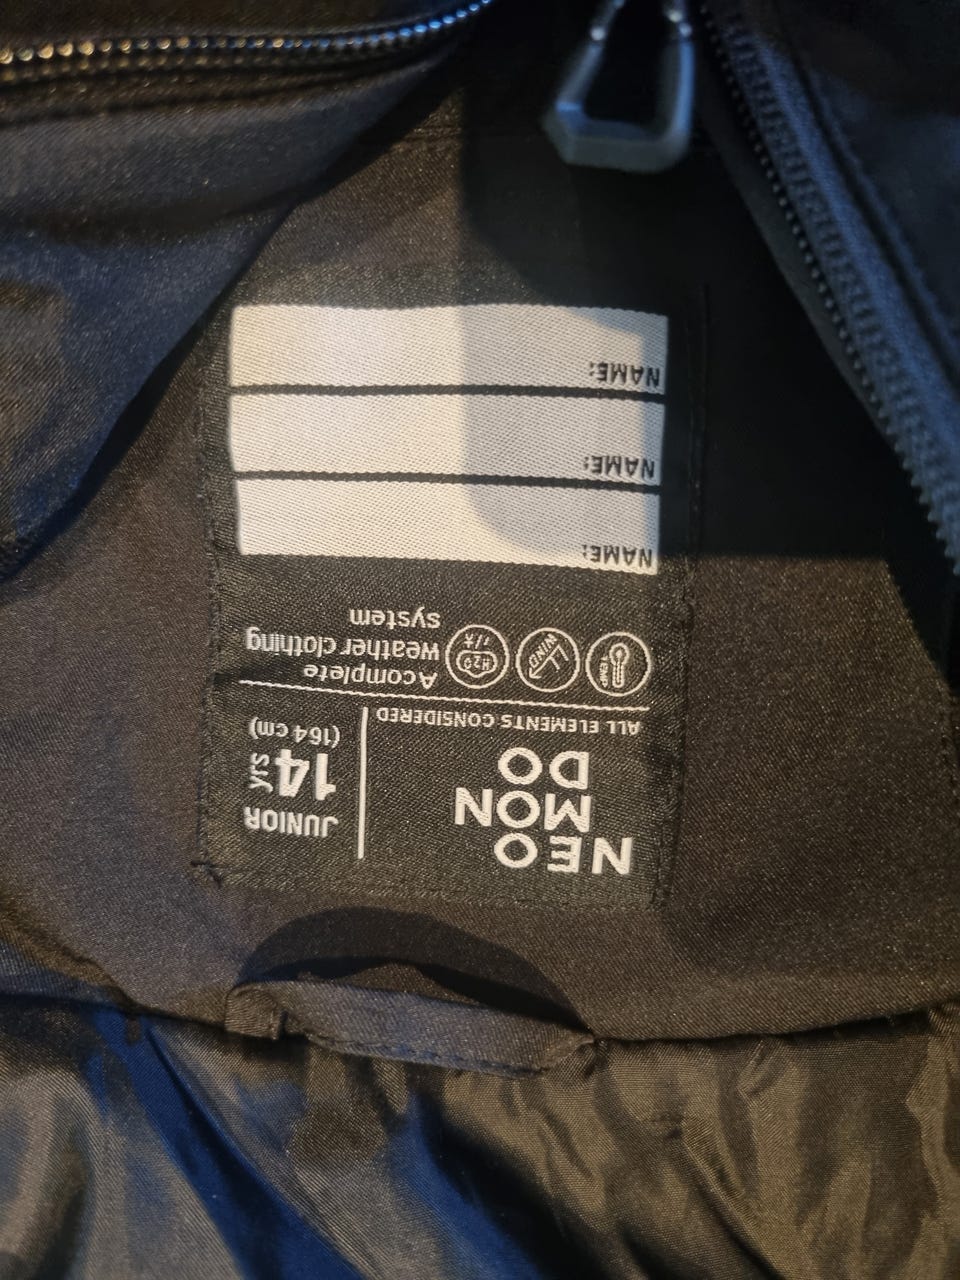 NEO
MON
DO
JUNIOR
14 YRS
(164 cm)
ALL ELEMENTS CONSIDERED
TEMP
WIND
H2O
A complete
weather clothing
system
NAME:
NAME:
NAME: